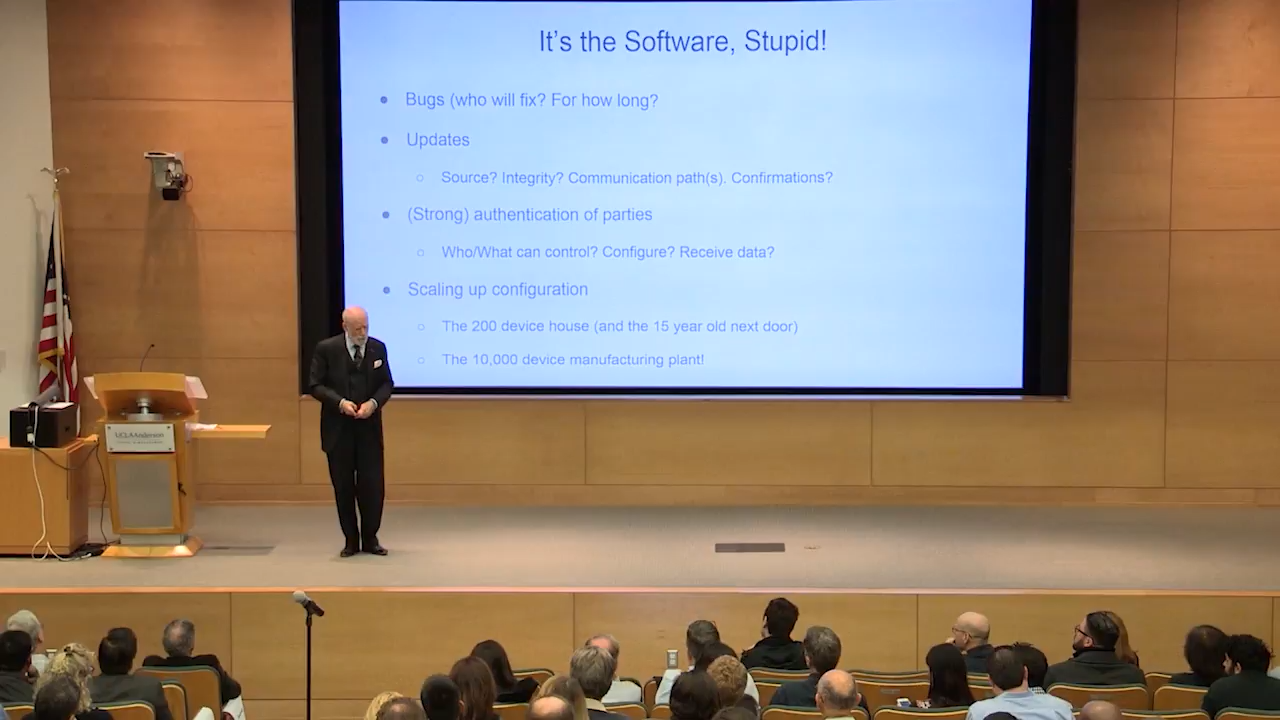 It's the Software, Stupid!
Bugs (who will fix? For how long?
Updates
Source? Integrity? Communication path(s). Confirmations?
(Strong) authentication of parties
Who/What can control? Configure? Receive data?
Scaling up configuration
The 200 device house (and the 15 year old next door)
The 10,000 device manufacturing plant!
UCLAAnderson